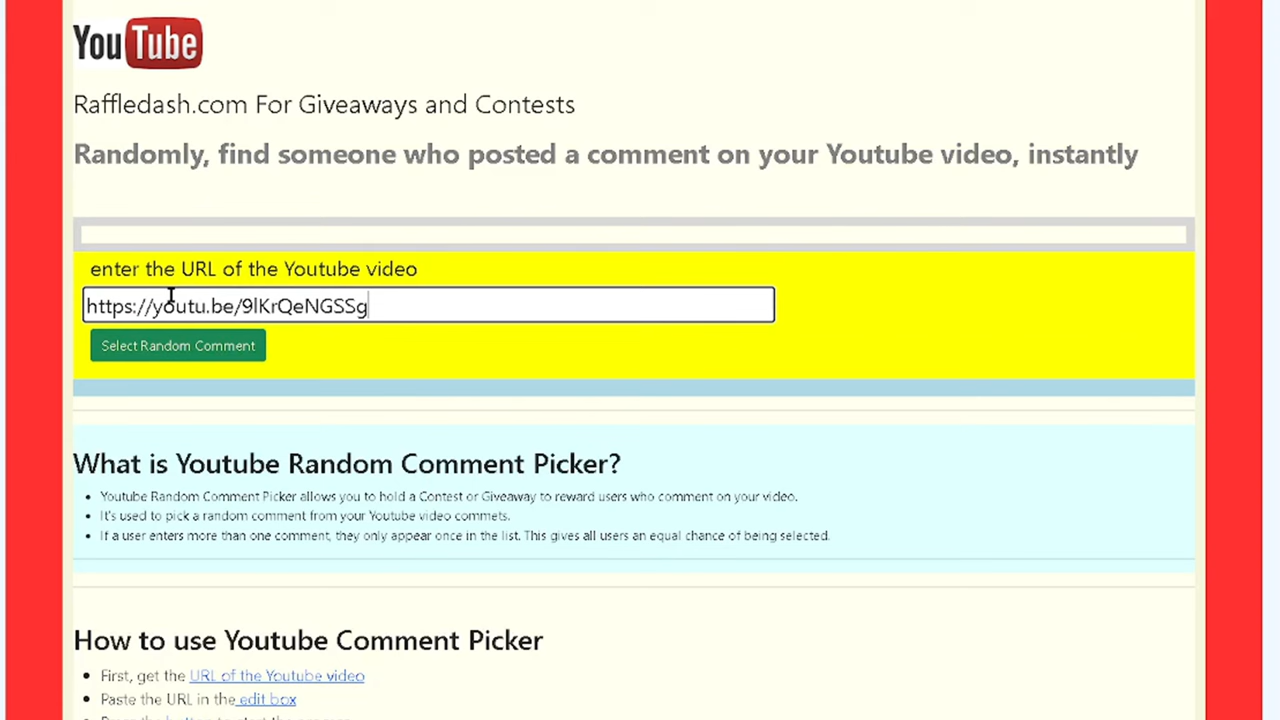 YouTube
Raffledash.com For Giveaways and Contests
Randomly, find someone who posted a comment on your Youtube video, instantly
enter the URL of the Youtube video
https://youtu.be/9lKrQeNGSSg
Select Random Comment
What is Youtube Random Comment Picker?
Youtube Random Comment Picker allows you to hold a Contest or Giveaway to reward users who comment on your video.
It's used to pick a random comment from your Youtube video commets.
If a user enters more than one comment, they only appear once in the list. This gives all users an equal chance of being selected.
How to use Youtube Comment Picker
First, get the URL of the Youtube video
Paste the URL in the edit box